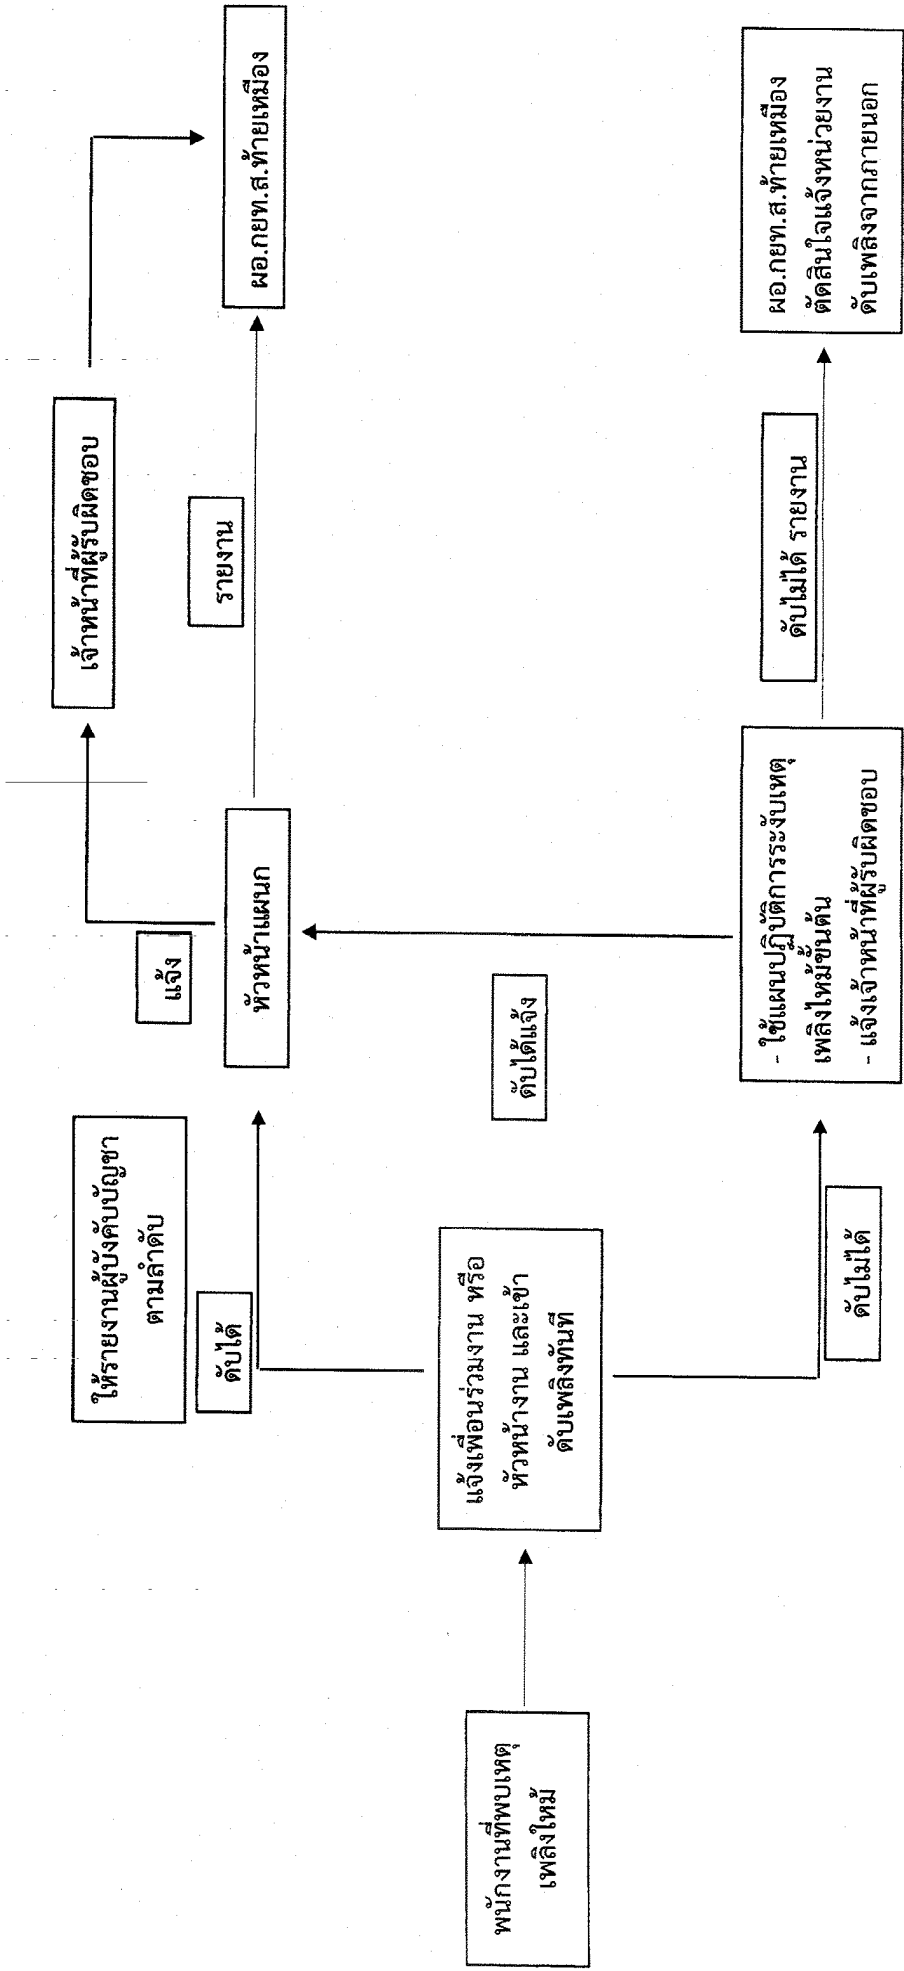 พนักงานที่พบเหตุ
เพลิงไหม้
แจ้งเพื่อนร่วมงาน หรือ
หัวหน้างาน และเข้า
ดับเพลิงทันที
ให้รายงานผู้บังคับบัญชา
ตามลำดับ
ดับได้
หัวหน้าแผนก
แจ้ง
เจ้าหน้าที่ผู้รับผิดชอบ
รายงาน
ผอ.กยท.ส.ท้ายเหมือง
ดับได้แจ้ง
ดับไม่ได้
- ใช้แผนปฏิบัติการระงับเหตุ
เพลิงไหม้ขั้นต้น
- แจ้งเจ้าหน้าที่ผู้รับผิดชอบ
ดับไม่ได้ รายงาน
ผอ.กยท.ส.ท้ายเหมือง
ตัดสินใจแจ้งหน่วยงาน
ดับเพลิงจากภายนอก